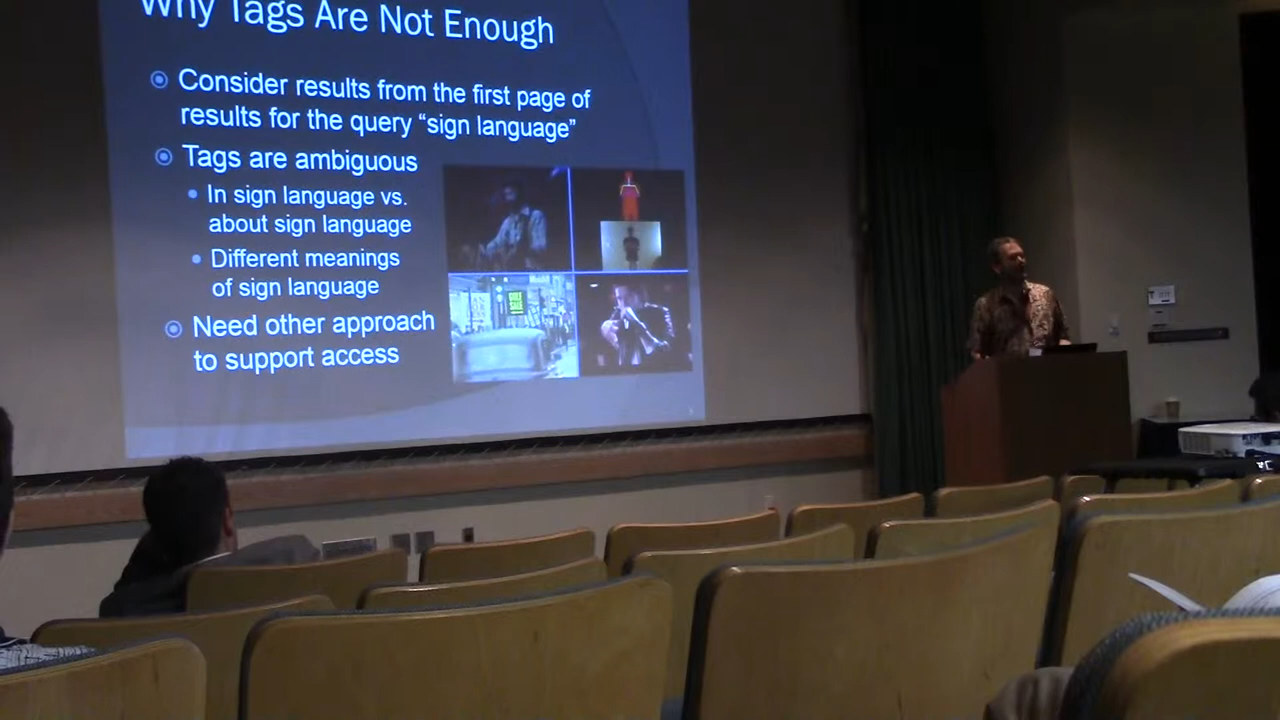 Why Tags Are Not Enough
Consider results from the first page of
results for the query “sign language”
Tags are ambiguous
In sign language vs.
about sign language
Different meanings
of sign language
Need other approach
to support access